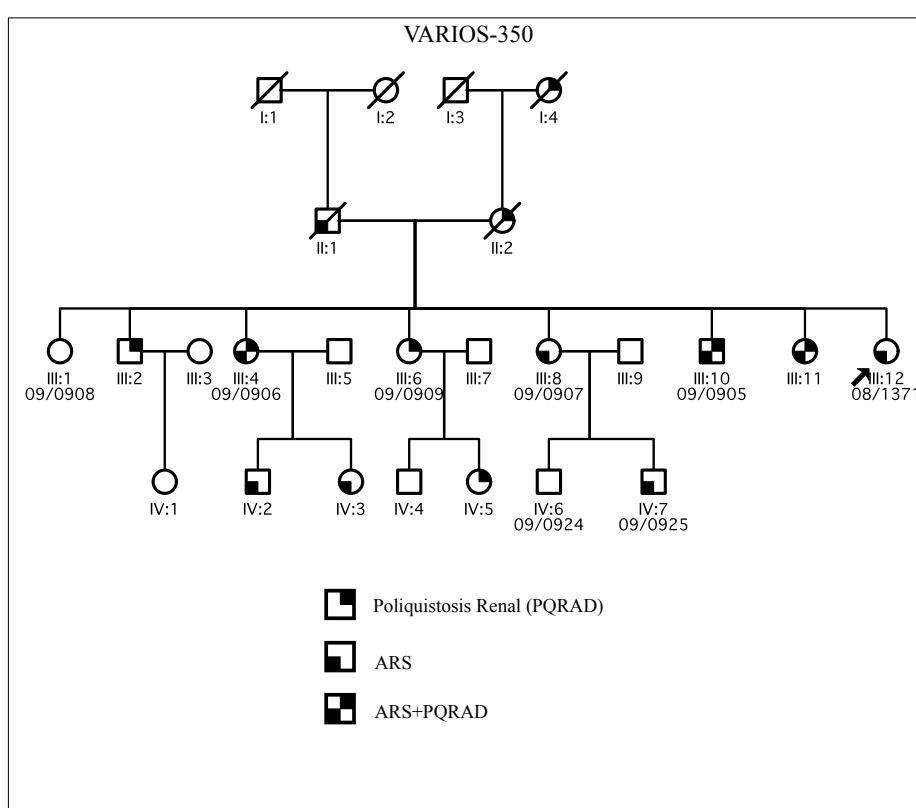 VARIOS-350
I:1 I:2 I:3 I:4
II:1 II:2
III:1 III:2 III:3 III:4 III:5 III:6 III:7 III:8 III:9 III:10 III:11 II:12
09/0908 09/0906 09/0909 09/0907 09/0905 08/1371
IV:1 IV:2 IV:3 IV:4 IV:5 IV:6 IV:7
09/0924 09/0925
Poliquistosis Renal (PQRAD)
ARS
ARS+PQRAD